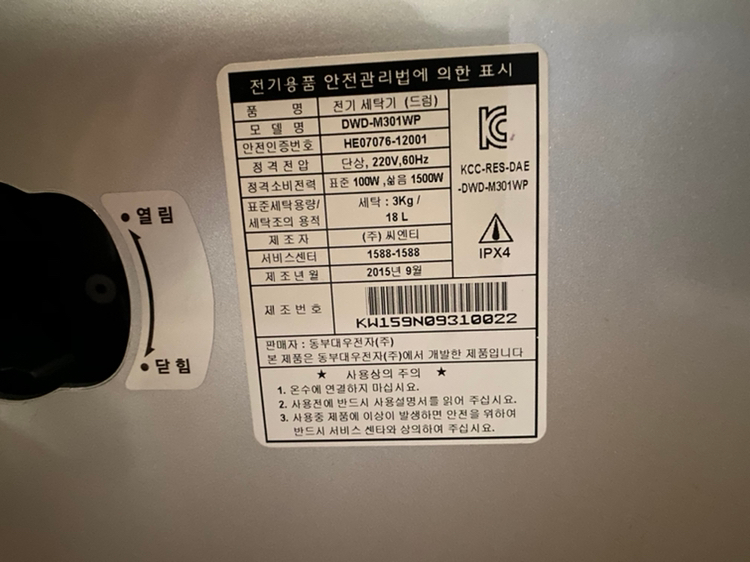 전기용품 안전관리법에 의한 표시
품 명 전기 세탁기 (드럼)
모 델 명 DWD-M301WP
안전인증번호 HE07076-12001
정 격 전 압 단상, 220V,60Hz
정격소비전력 표준 100W ,삶음 1500W
표준세탁용량/ 세탁 : 3Kg /
세탁조의 용적 18 L
제 조 자 (주) 씨엔티
서비스센터 1588-1588
제 조 년 월 2015년 9월
KCC-RES-DAE
-DWD-M301WP
IPX4
제 조 번 호
KW159N09310022
판매자 : 동부대우전자(주)
본 제품은 동부대우전자(주)에서 개발한 제품입니다
★ 사용상의 주의 ★
1. 온수에 연결하지 마십시요.
2. 사용전에 반드시 사용설명서를 읽어 주십시요.
3. 사용중 제품에 이상이 발생하면 안전을 위하여
반드시 서비스 센타와 상의하여 주십시요.
• 열림
• 닫힘